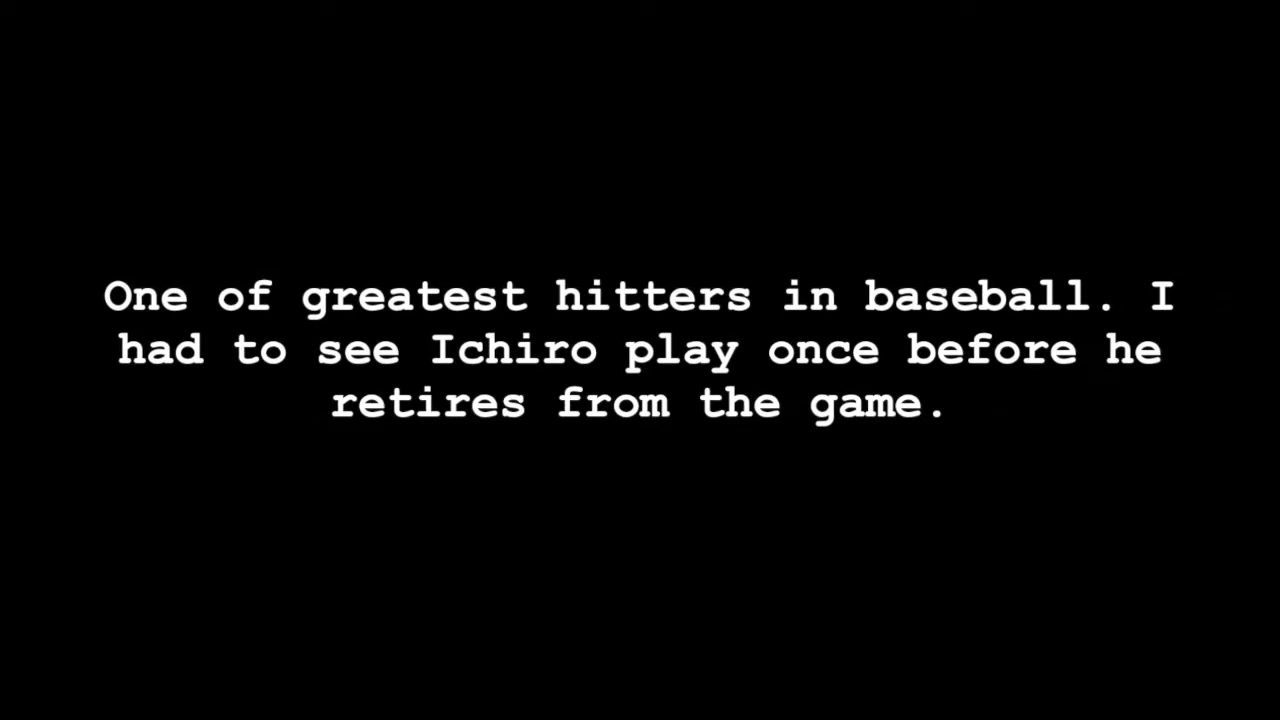 One of greatest hitters in baseball. I
had to see Ichiro play once before he
retires from the game.